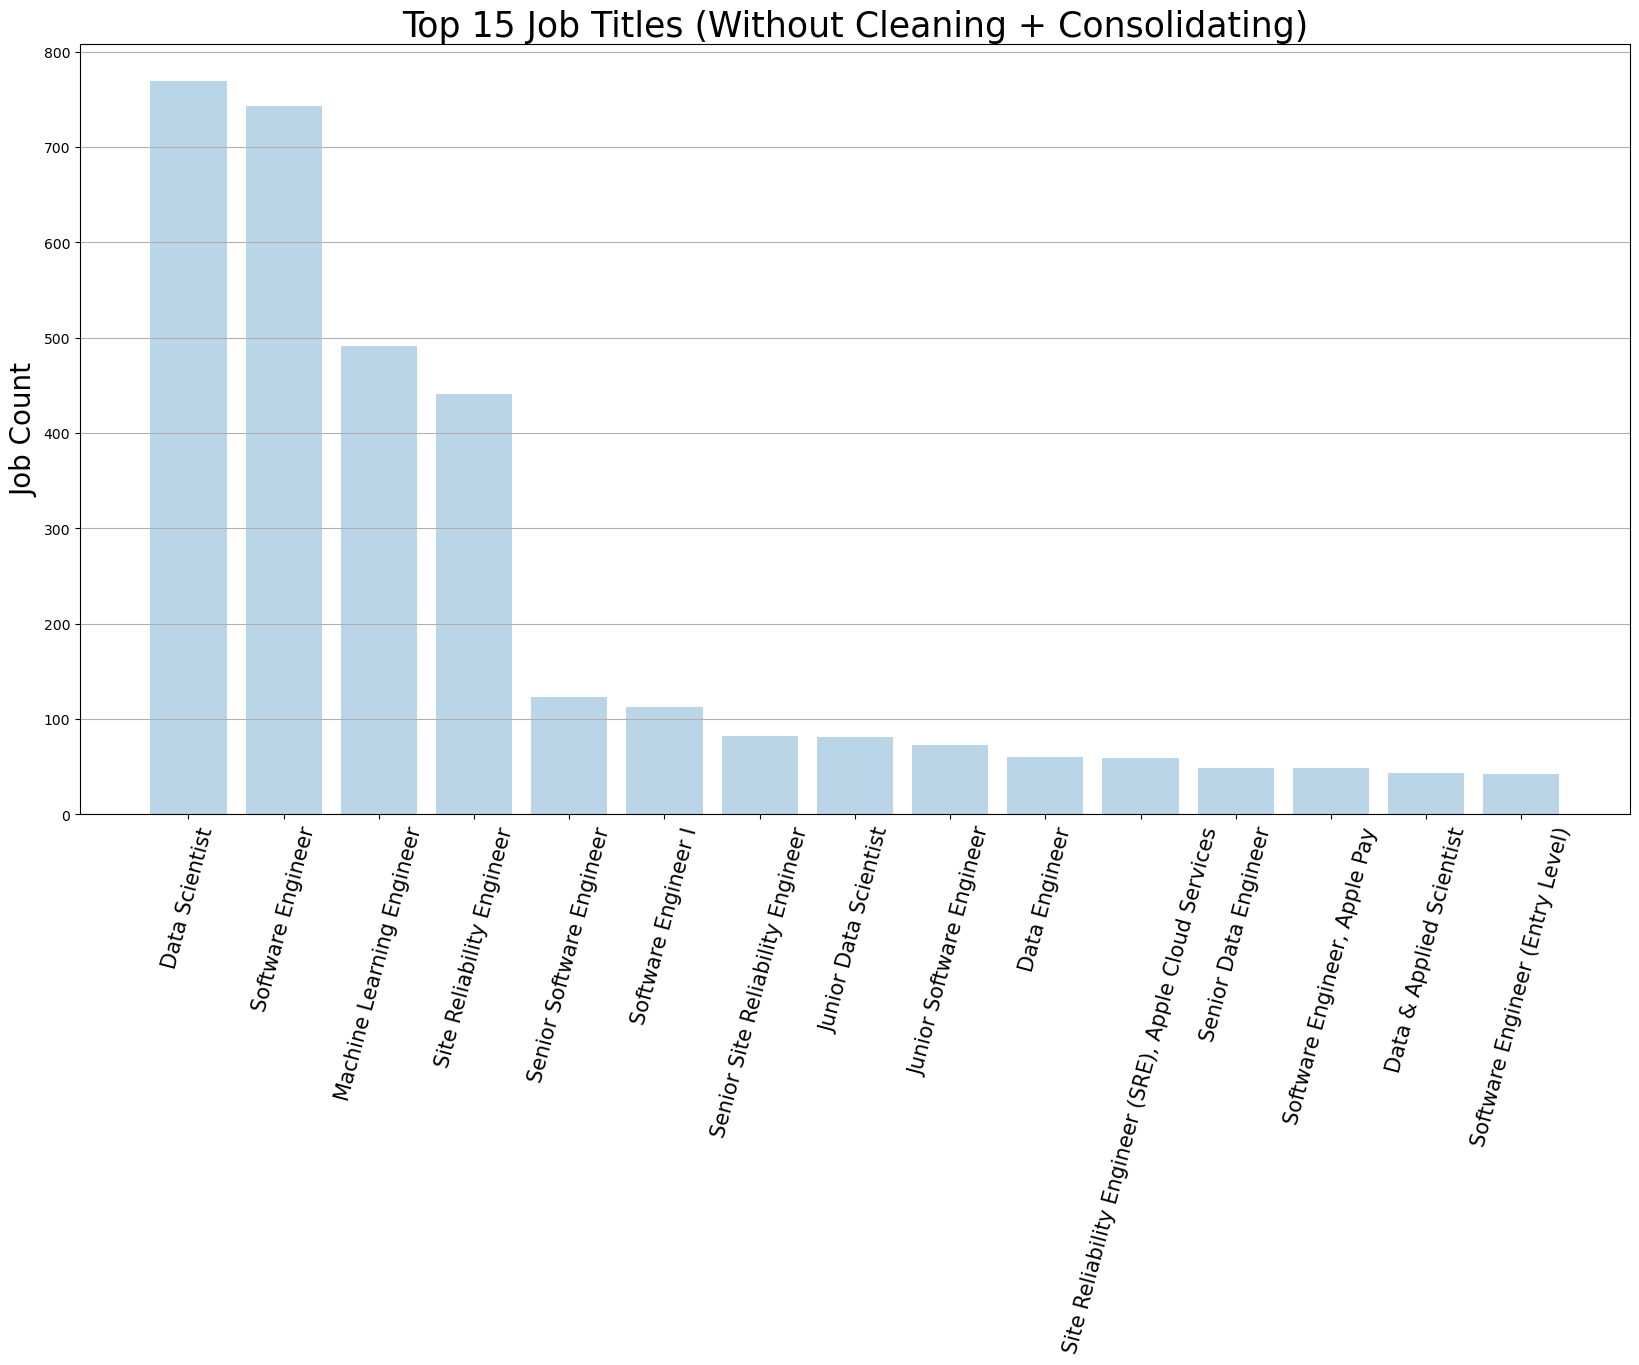 Top 15 Job Titles (Without Cleaning + Consolidating)
Job Count
800
700
600
500
400
300
200
100
0
Data Scientist
Software Engineer
Machine Learning Engineer
Site Reliability Engineer
Senior Software Engineer
Software Engineer I
Senior Site Reliability Engineer
Junior Data Scientist
Junior Software Engineer
Data Engineer
Site Reliability Engineer (SRE), Apple Cloud Services
Senior Data Engineer
Software Engineer, Apple Pay
Data & Applied Scientist
Software Engineer (Entry Level)